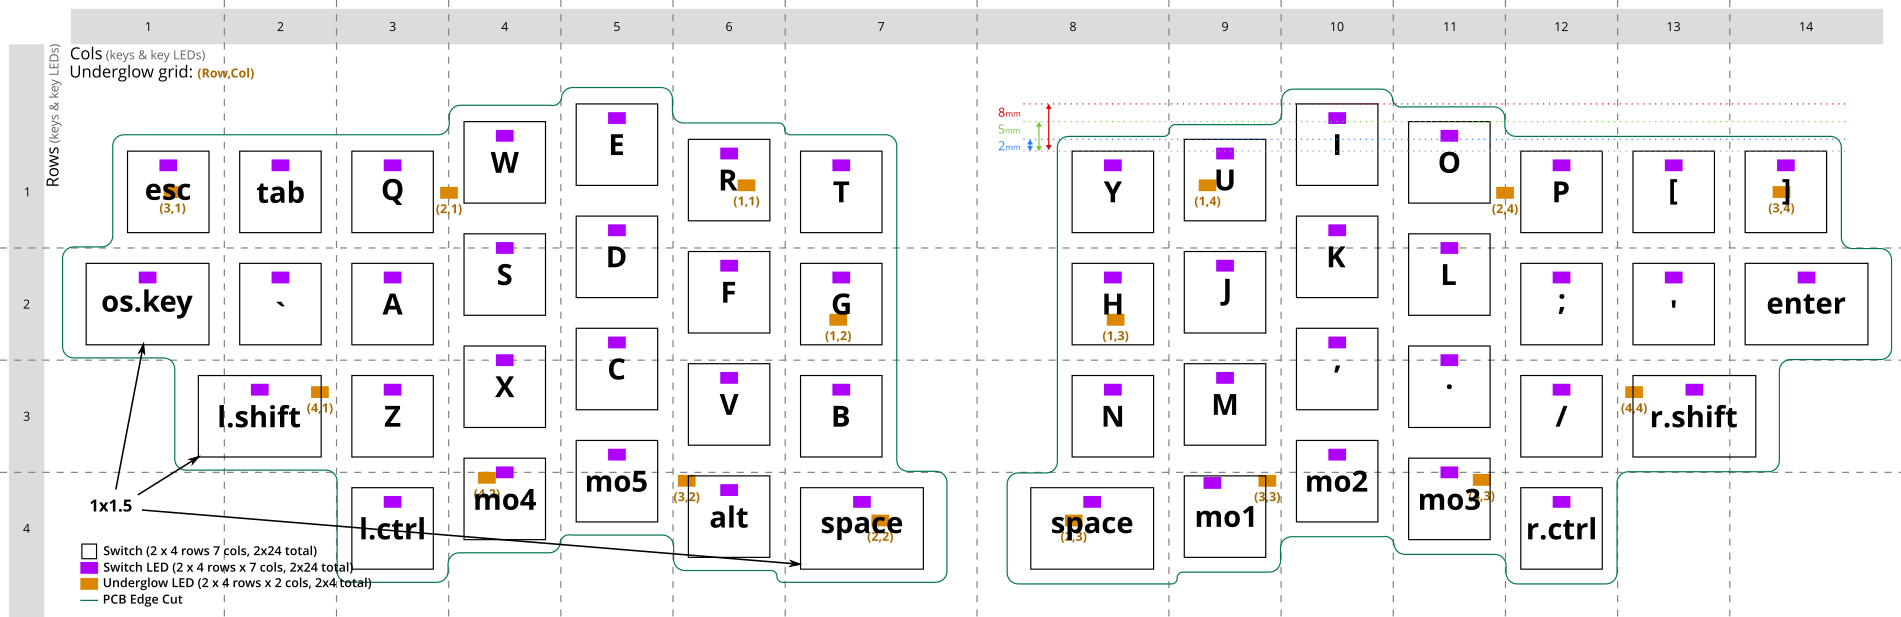 1 2 3 4 5 6 7 8 9 10 11 12 13 14
Cols (keys & key LEDs)
Underglow grid: (Row,Col)
Rows (keys & key LEDs)
8mm
5mm
2mm
1
esc tab Q W E R T Y U I O P [ ]
(3,1) (2,1) (1,1) (1,4) (2,4) (3,4)
2
os.key ` A S D F G H J K L ; ' enter
(1,2) (1,3)
3
l.shift Z X C V B N M , . / r.shift
(4,1) (4,4)
4
l.ctrl mo4 mo5 alt space space mo1 mo2 mo3 r.ctrl
(3,2) (2,2) (2,3) (3,3)
1x1.5
Switch (2 x 4 rows 7 cols, 2x24 total)
Switch LED (2 x 4 rows x 7 cols, 2x24 total)
Underglow LED (2 x 4 rows x 2 cols, 2x4 total)
PCB Edge Cut